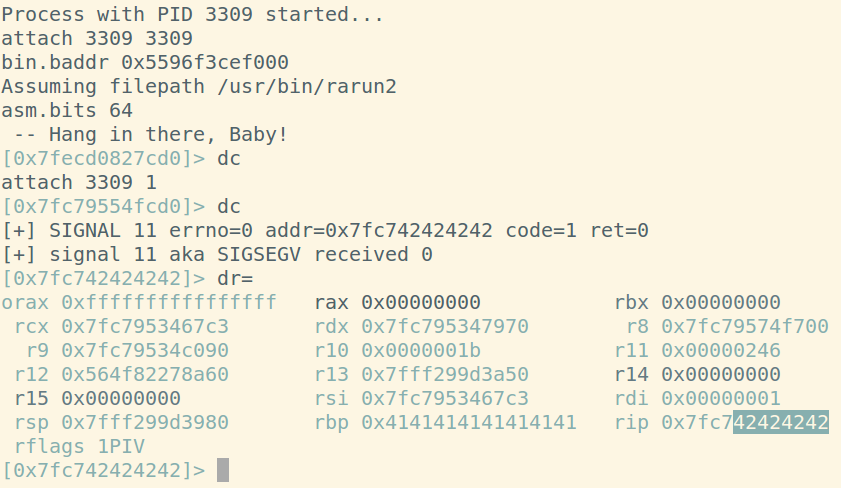 Process with PID 3309 started...
attach 3309 3309
bin.baddr 0x5596f3cef000
Assuming filepath /usr/bin/rarun2
asm.bits 64
 -- Hang in there, Baby!
[0x7fecd0827cd0]> dc
attach 3309 1
[0x7fc79554fcd0]> dc
[+] SIGNAL 11 errno=0 addr=0x7fc742424242 code=1 ret=0
[+] signal 11 aka SIGSEGV received 0
[0x7fc742424242]> dr=
orax 0xffffffffffffffff   rax 0x00000000           rbx 0x00000000
 rcx 0x7fc7953467c3       rdx 0x7fc795347970        r8 0x7fc79574f700
  r9 0x7fc79534c090       r10 0x0000001b           r11 0x00000246
 r12 0x564f82278a60       r13 0x7fff299d3a50       r14 0x00000000
 r15 0x00000000           rsi 0x7fc7953467c3       rdi 0x00000001
 rsp 0x7fff299d3980       rbp 0x4141414141414141   rip 0x7fc742424242
 rflags 1PIV
[0x7fc742424242]>